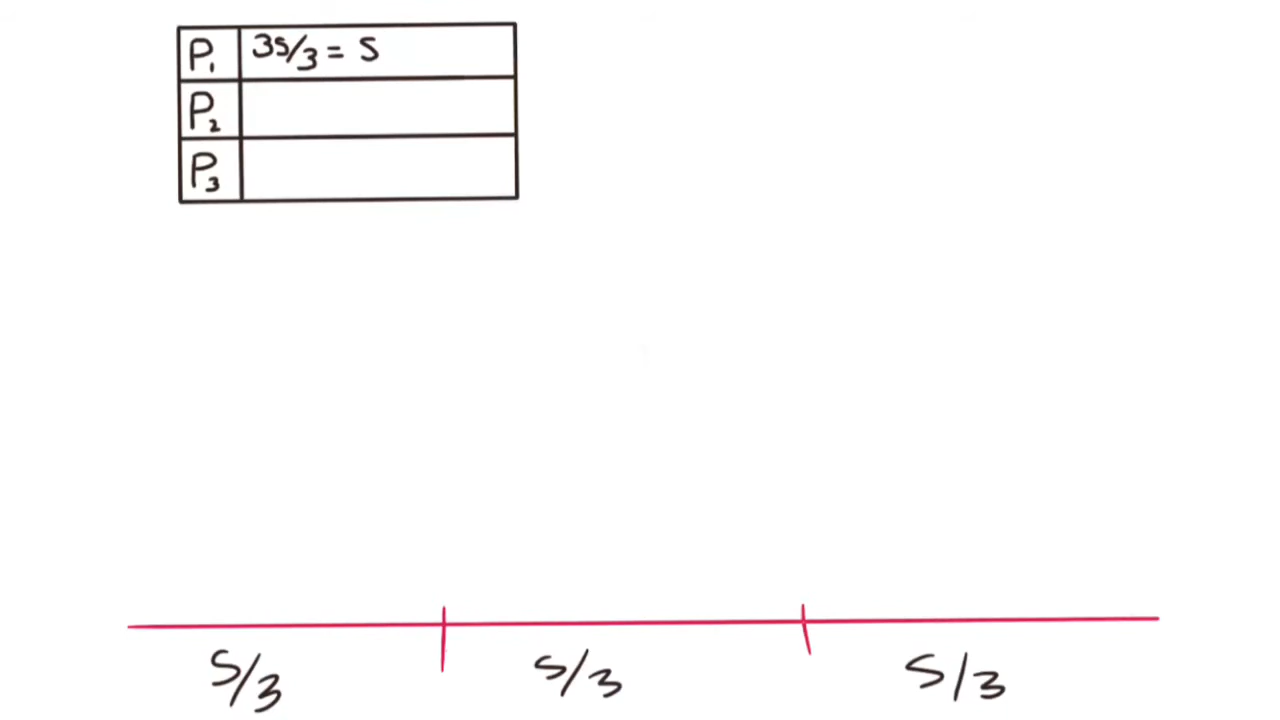 P₁ 3S/3 = S
P₂
P₃
S/3 S/3 S/3